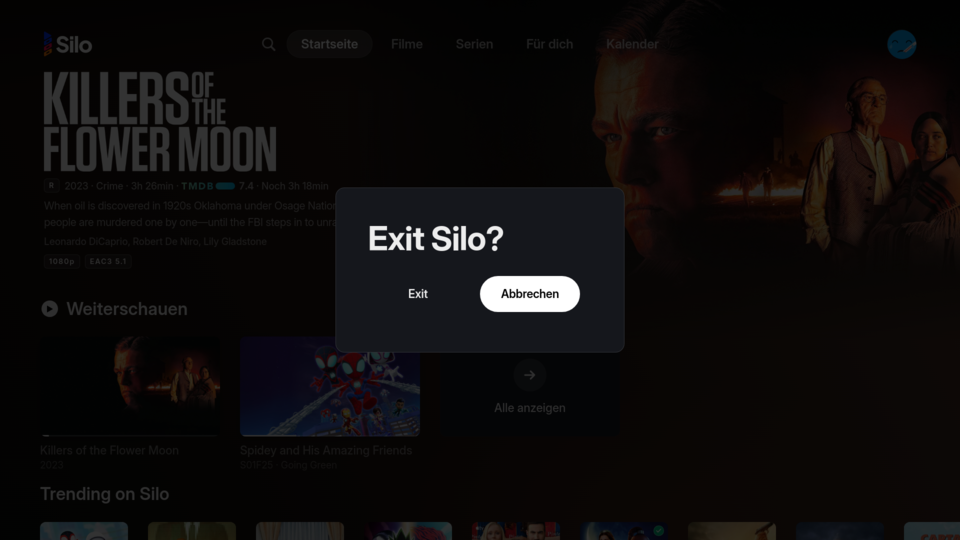 Silo
Startseite
Filme
Serien
Für dich
Kalender
KILLERS OF THE
FLOWER MOON
R 2023 · Crime · 3h 26min · TMDB 7.4 · Noch 3h 18min
When oil is discovered in 1920s Oklahoma under Osage
people are murdered one by one—until the FBI steps in to
Leonardo DiCaprio, Robert De Niro, Lily Gladstone
1080p EAC3 5.1
Exit Silo?
Exit
Abbrechen
Weiterschauen
Alle anzeigen
Killers of the Flower Moon
2023
Spidey and His Amazing Friends
S01F25 · Going Green
Trending on Silo